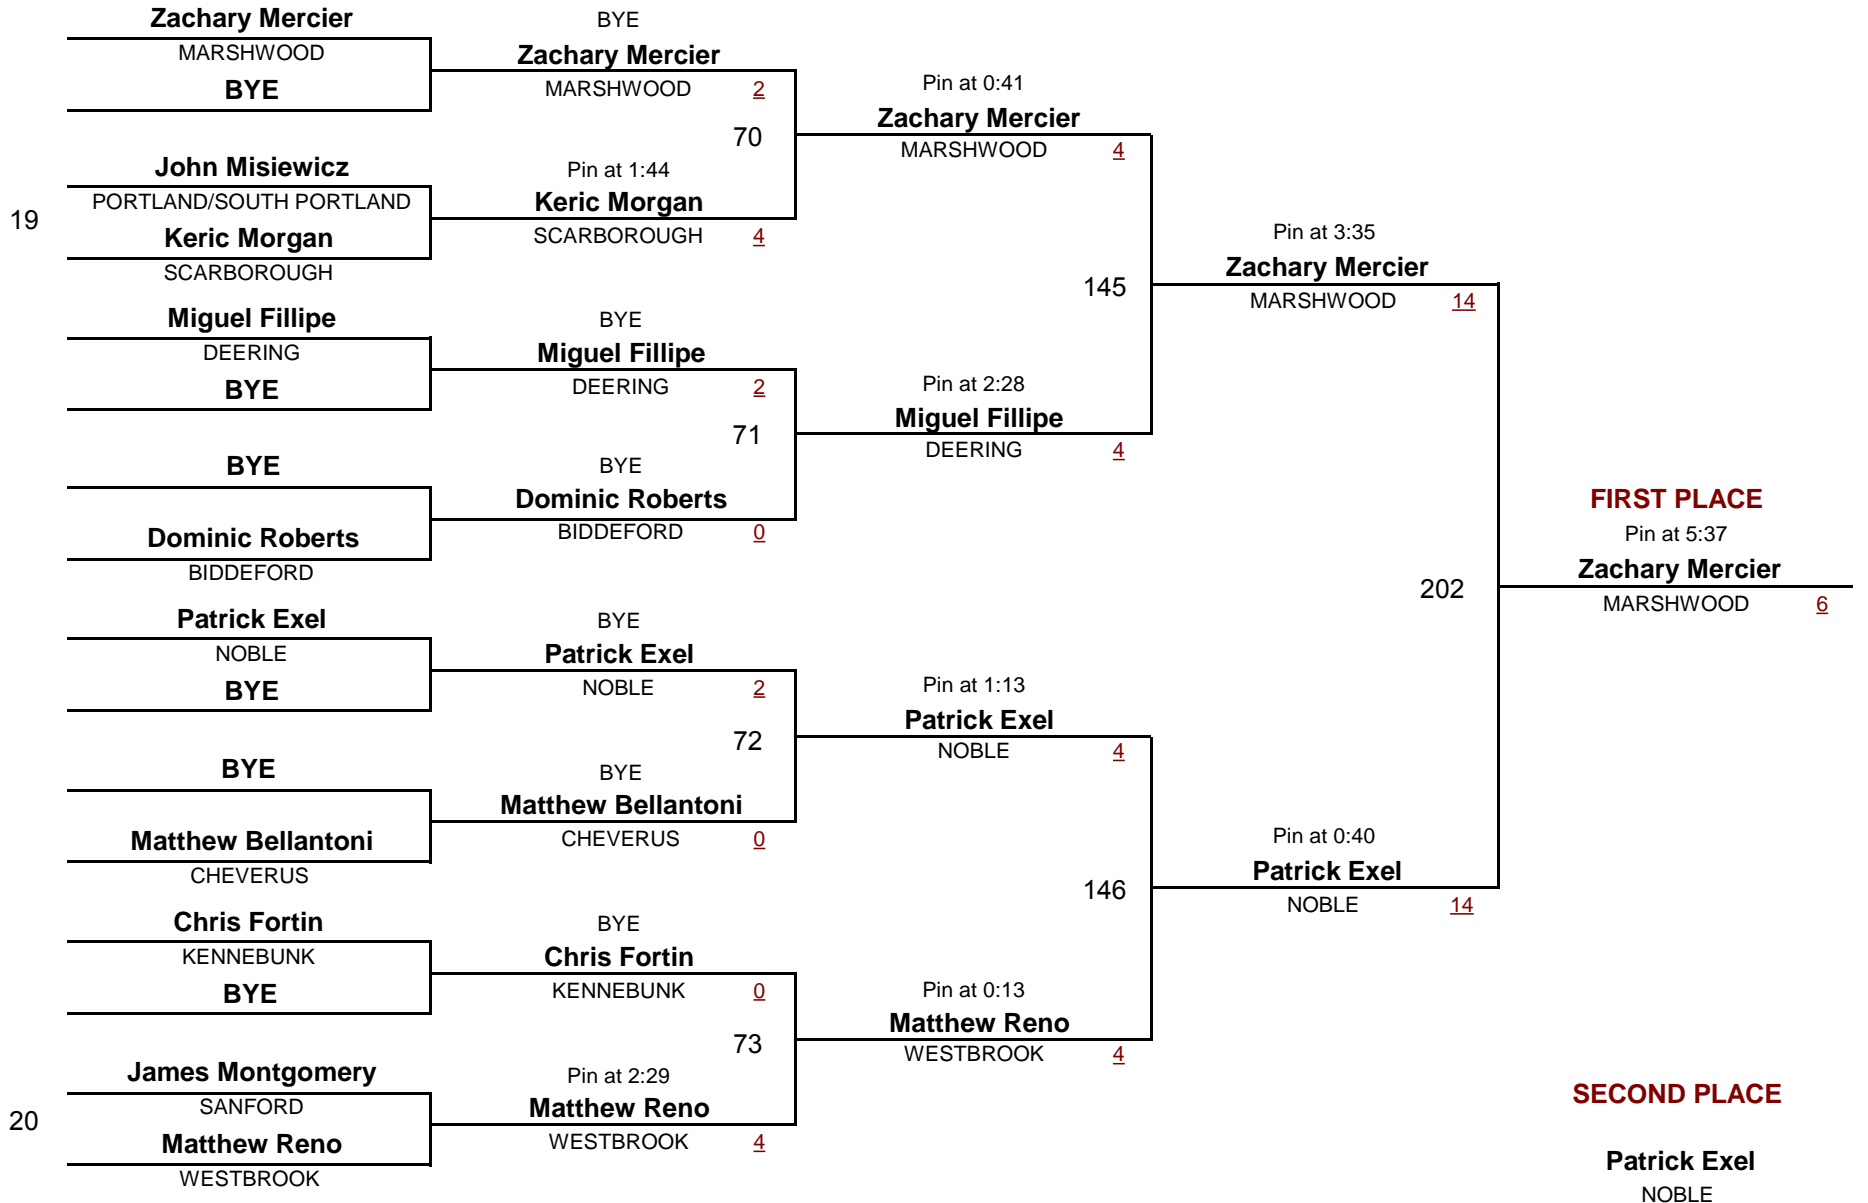 Zachary Mercier
MARSHWOOD
BYE
19
John Misiewicz
PORTLAND/SOUTH PORTLAND
Keric Morgan
SCARBOROUGH
Miguel Fillipe
DEERING
BYE
BYE
Dominic Roberts
BIDDEFORD
Patrick Exel
NOBLE
BYE
BYE
Matthew Bellantoni
CHEVERUS
Chris Fortin
KENNEBUNK
BYE
20
James Montgomery
SANFORD
Matthew Reno
WESTBROOK
BYE
Zachary Mercier
MARSHWOOD 2
70
Pin at 1:44
Keric Morgan
SCARBOROUGH 4
BYE
Miguel Fillipe
DEERING 2
71
BYE
Dominic Roberts
BIDDEFORD 0
BYE
Patrick Exel
NOBLE 2
72
BYE
Matthew Bellantoni
CHEVERUS 0
BYE
Chris Fortin
KENNEBUNK 0
73
Pin at 2:29
Matthew Reno
WESTBROOK 4
Pin at 0:41
Zachary Mercier
MARSHWOOD 4
145
Pin at 2:28
Miguel Fillipe
DEERING 4
Pin at 1:13
Patrick Exel
NOBLE 4
146
Pin at 0:13
Matthew Reno
WESTBROOK 4
Pin at 3:35
Zachary Mercier
MARSHWOOD 14
202
Pin at 0:40
Patrick Exel
NOBLE 14
FIRST PLACE
Pin at 5:37
Zachary Mercier
MARSHWOOD 6
SECOND PLACE
Patrick Exel
NOBLE